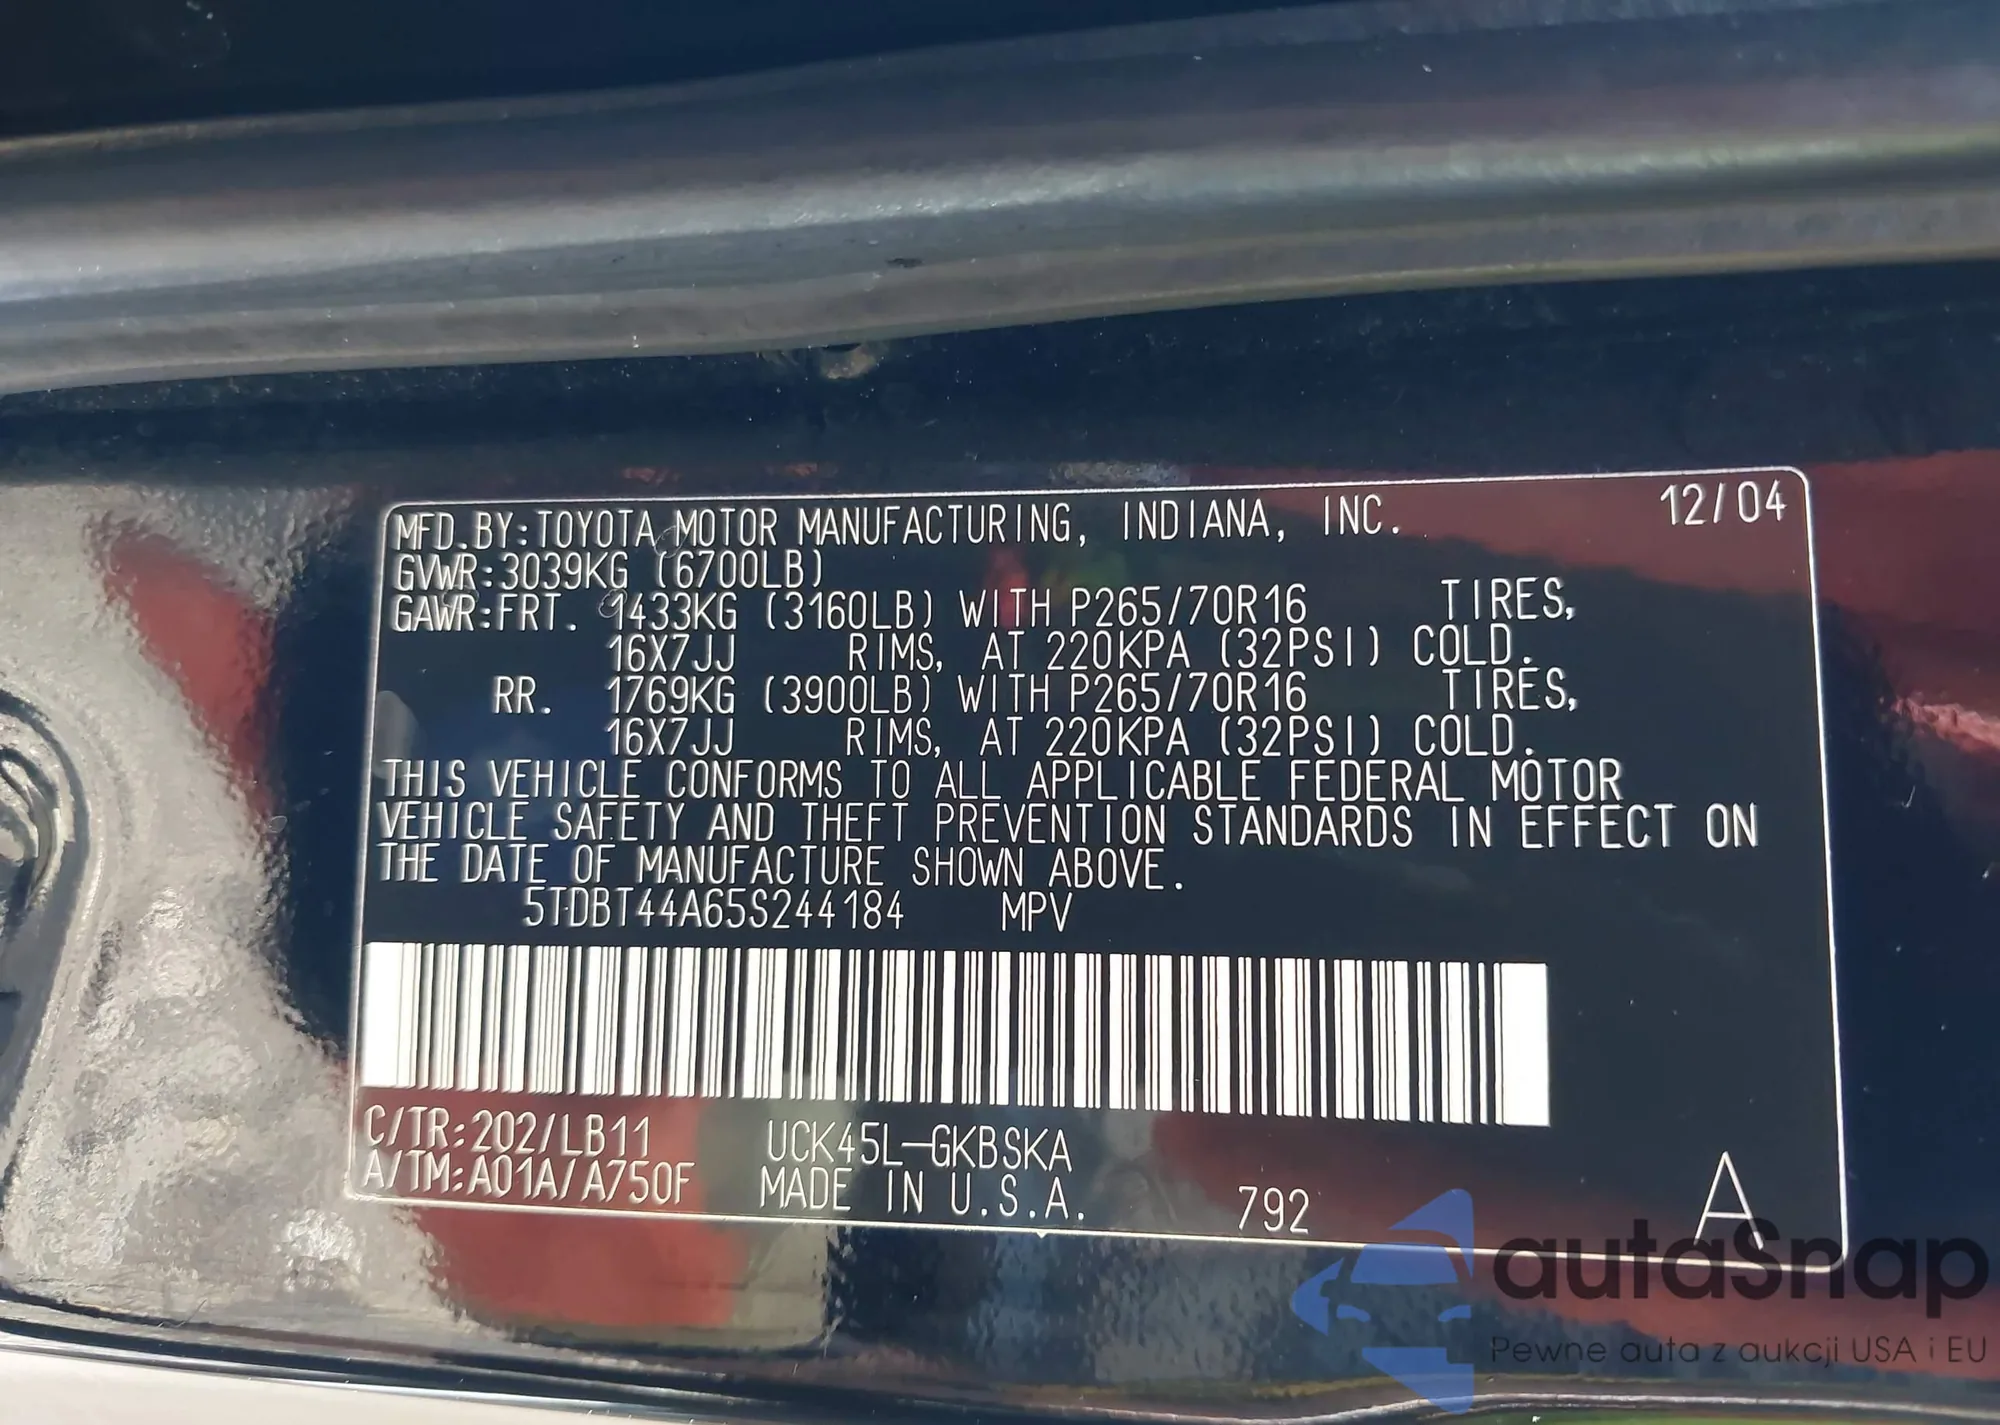 MFD.BY:TOYOTA MOTOR MANUFACTURING, INDIANA, INC. 12/04
GVWR:3039KG (6700LB)
GAWR:FRT. 1433KG (3160LB) WITH P265/70R16 TIRES,
16X7JJ RIMS, AT 220KPA (32PSI) COLD.
RR. 1769KG (3900LB) WITH P265/70R16 TIRES,
16X7JJ RIMS, AT 220KPA (32PSI) COLD.
THIS VEHICLE CONFORMS TO ALL APPLICABLE FEDERAL MOTOR
VEHICLE SAFETY AND THEFT PREVENTION STANDARDS IN EFFECT ON
THE DATE OF MANUFACTURE SHOWN ABOVE.
5TDBT44A65S244184 MPV
C/TR:202/LB11 UCK45L-GKBSKA
A/TM:A01A/A750F MADE IN U.S.A. 792 A
autaSnap
Pewne auta z aukcji USA i EU